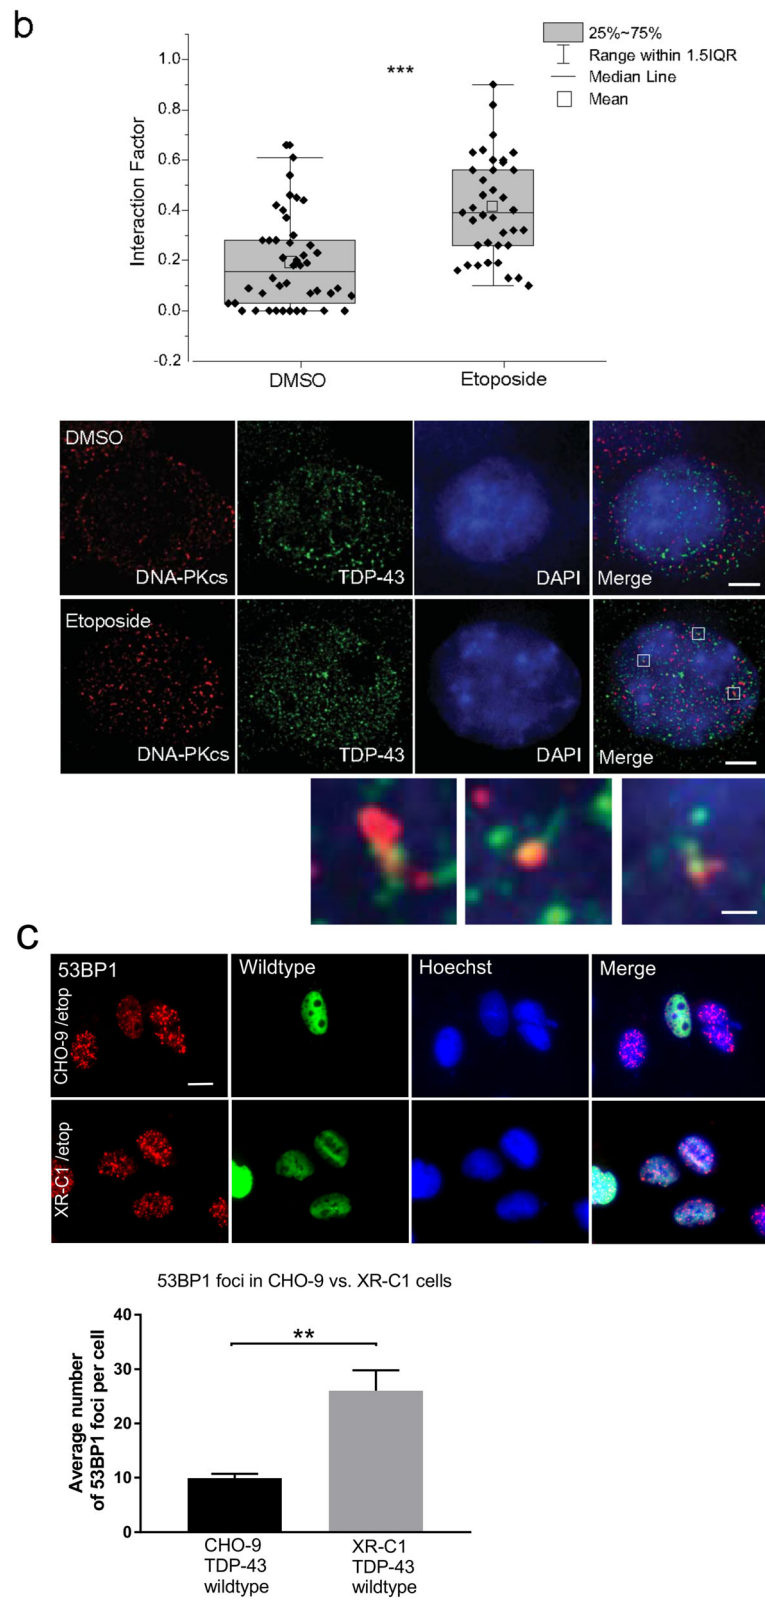 b
25%~75%
Range within 1.5IQR
Median Line
Mean
***
1.0
0.8
0.6
0.4
0.2
0.0
-0.2
Interaction Factor
DMSO
Etoposide
DMSO
DNA-PKcs
TDP-43
DAPI
Merge
Etoposide
DNA-PKcs
TDP-43
DAPI
Merge
c
53BP1
Wildtype
Hoechst
Merge
CHO-9 /etop
XR-C1 /etop
53BP1 foci in CHO-9 vs. XR-C1 cells
Average number
of 53BP1 foci per cell
40
30
20
10
0
**
CHO-9
TDP-43
wildtype
XR-C1
TDP-43
wildtype